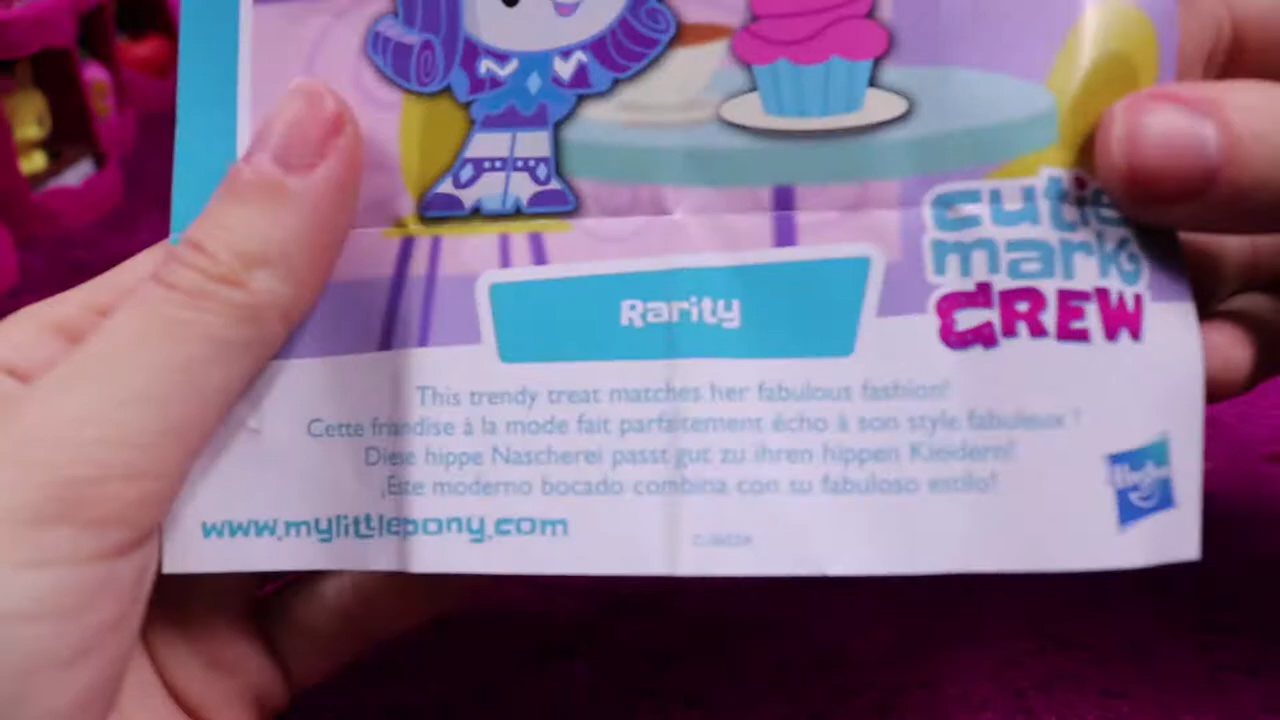 cutie
mark
CREW
Rarity
This trendy treat matches her fabulous fashion!
Cette friandise à la mode fait parfaitement écho à son style fabuleux !
Diese hippe Nascherei passt gut zu ihren hippen Kleidern!
¡Este moderno bocado combina con su fabuloso estilo!
www.mylittlepony.com